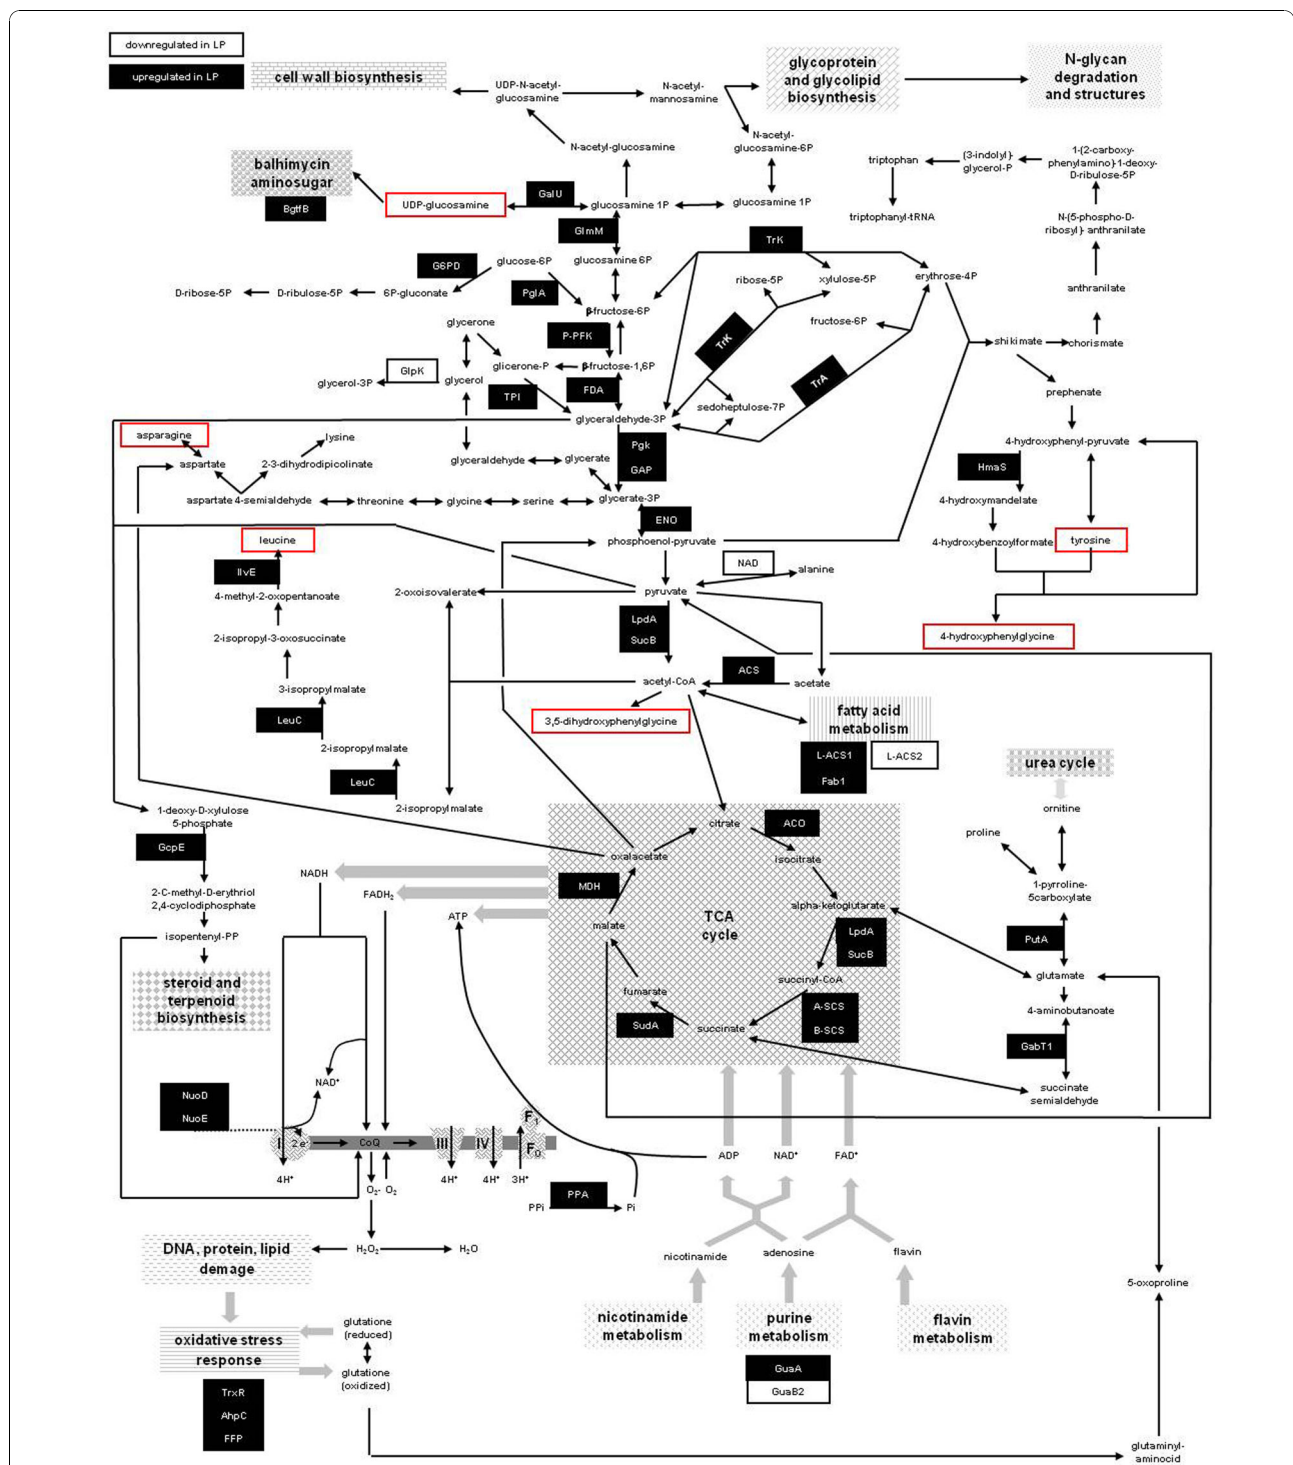 downregulated in LP
upregulated in LP
cell wall biosynthesis
UDP-N-acetyl-
glucosamine
N-acetyl-
mannosamine
glycoprotein
and glycolipid
biosynthesis
N-glycan
degradation
and structures
N-acetyl-glucosamine
N-acetyl-
glucosamine-6P
triptophan
(3-indolyl)
glycerol-P
1-(2-carboxy-
phenylamino)1-deoxy-
D-ribulose-5P
balhimycin
aminosugar
BgtfB
UDP-glucosamine
GalU
glucosamine 1P
glucosamine 1P
triptophanyl-tRNA
N-(5-phospho-D-
ribosyl) anthranilate
GlmM
TrK
G6PD
glucose-6P
glucosamine 6P
ribose-5P
xylulose-5P
erythrose-4P
D-ribose-5P
D-ribulose-5P
6P-gluconate
PglA
anthranilate
β-fructose-6P
glycerone
P-PFK
fructose-6P
TrK
shikimate
chorismate
GlpK
glicerone-P
β-fructose-1,6P
glycerol-3P
glycerol
TPI
FDA
TrA
prephenate
sedoheptulose-7P
glyceraldehyde-3P
asparagine
lysine
Pgk
GAP
4-hydroxyphenyl-pyruvate
aspartate
2-3-dihydrodipicolinate
glyceraldehyde
glycerate
HmaS
aspartate 4-semialdehyde
threonine
glycine
serine
glycerate-3P
4-hydroxymandelate
ENO
leucine
phosphoenol-pyruvate
4-hydroxybenzoylformate
tyrosine
IlvE
NAD
alanine
4-methyl-2-oxopentanoate
2-oxoisovalerate
pyruvate
LpdA
SucB
2-isopropyl-3-oxosuccinate
4-hydroxyphenylglycine
ACS
3-isopropylmalate
acetyl-CoA
acetate
LeuC
3,5-dihydroxyphenylglycine
fatty acid
metabolism
2-isopropylmalate
L-ACS1
Fab1
L-ACS2
urea cycle
LeuC
2-isopropylmalate
1-deoxy-D-xylulose
5-phosphate
ornitine
citrate
ACO
proline
GcpE
oxalacetate
isocitrate
NADH
FADH2
MDH
1-pyrroline-
5carboxylate
2-C-methyl-D-erythriol
2,4-cyclodiphosphate
ATP
TCA
cycle
alpha-ketoglutarate
malate
LpdA
SucB
isopentenyl-PP
PutA
steroid and
terpenoid
biosynthesis
succinyl-CoA
glutamate
fumarate
A-SCS
B-SCS
4-aminobutanoate
SudA
succinate
GabT1
NAD+
succinate
semialdehyde
NuoD
NuoE
F1
I
2 e-
CoQ
III
IV
F0
ADP
NAD+
FAD+
4H+
4H+
4H+
3H+
O2-
O2
PPi
PPA
Pi
DNA, protein, lipid
demage
H2O2
H2O
nicotinamide
adenosine
flavin
5-oxoproline
nicotinamide
metabolism
purine
metabolism
flavin
metabolism
oxidative stress
response
glutatione
(reduced)
glutatione
(oxidized)
GuaA
GuaB2
TrxR
AhpC
FFP
glutaminyl-
aminocid